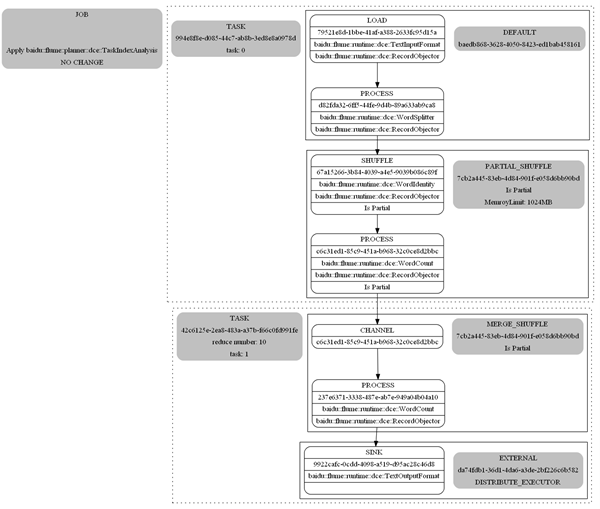 JOB
Apply baidu::flume::planner::dce::TaskIndexAnalysis
NO CHANGE
TASK
994e8f8e-d085-44c7-ab8b-3ed8e8a0978d
task: 0
LOAD
79521e8d-1bbe-41af-a388-2633fc95d15a
baidu::flume::runtime::dce::TextInputFormat
baidu::flume::runtime::dce::RecordObjector
DEFAULT
baedb868-3628-4050-8423-ed1bab458161
PROCESS
d82fda32-6ff5-44fe-9d4b-89a633ab9ca8
baidu::flume::runtime::dce::WordSplitter
baidu::flume::runtime::dce::RecordObjector
SHUFFLE
67a15266-3b84-4039-a4e5-9039b086c89f
baidu::flume::runtime::dce::WordIdentity
baidu::flume::runtime::dce::RecordObjector
Is Partial
PARTIAL_SHUFFLE
7cb2a445-83eb-4d84-901f-e058d6bb90bd
Is Partial
MemroyLimit: 1024MB
PROCESS
c6c31ed1-85c9-451a-b968-32c0ce8d2bbc
baidu::flume::runtime::dce::WordCount
baidu::flume::runtime::dce::RecordObjector
Is Partial
TASK
42c6125e-2ea8-483a-a37b-f66c0fd991fe
reduce number: 10
task: 1
CHANNEL
c6c31ed1-85c9-451a-b968-32c0ce8d2bbc
MERGE_SHUFFLE
7cb2a445-83eb-4d84-901f-e058d6bb90bd
Is Partial
PROCESS
237e6371-3338-487e-ab7e-949a04b04a10
baidu::flume::runtime::dce::WordCount
baidu::flume::runtime::dce::RecordObjector
SINK
9922cafc-0cdd-4098-a519-d95ac28c46d8
baidu::flume::runtime::dce::TextOutputFormat
EXTERNAL
da74fdb1-36d1-4da6-a3de-2bf226c6b582
DISTRIBUTE_EXECUTOR